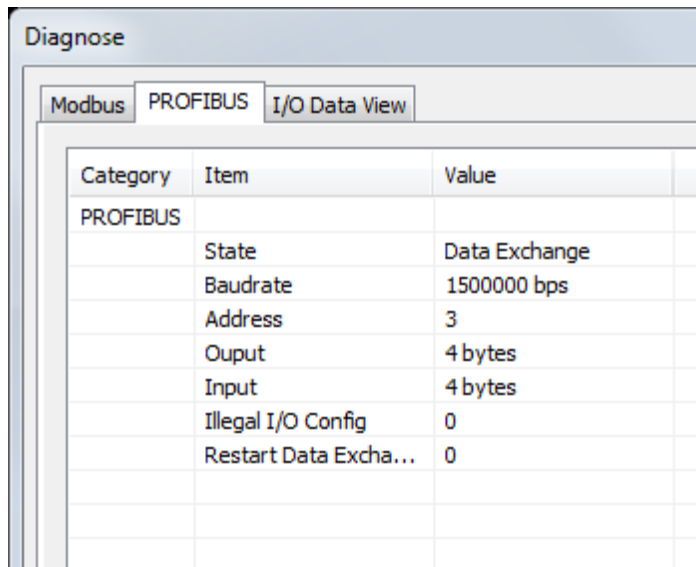 Diagnose
Modbus PROFIBUS I/O Data View
Category Item Value
PROFIBUS
State Data Exchange
Baudrate 1500000 bps
Address 3
Ouput 4 bytes
Input 4 bytes
Illegal I/O Config 0
Restart Data Excha... 0